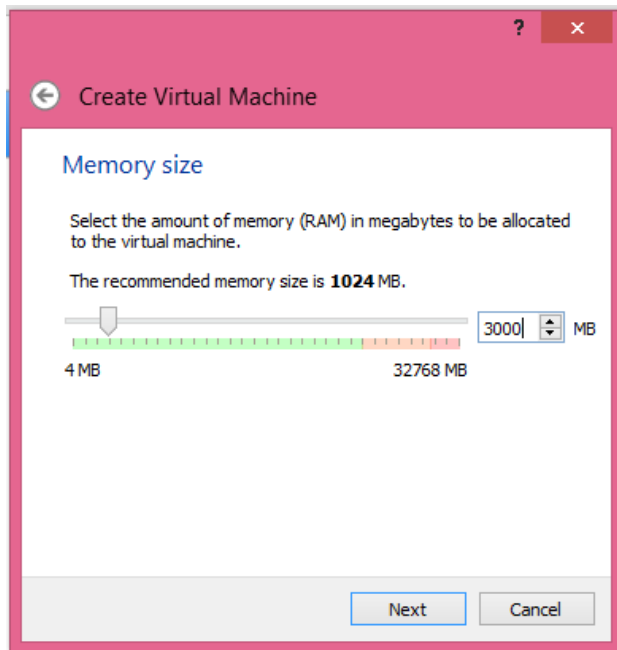 ?
Create Virtual Machine
Memory size
Select the amount of memory (RAM) in megabytes to be allocated
to the virtual machine.
The recommended memory size is 1024 MB.
3000 MB
4 MB 32768 MB
Next Cancel